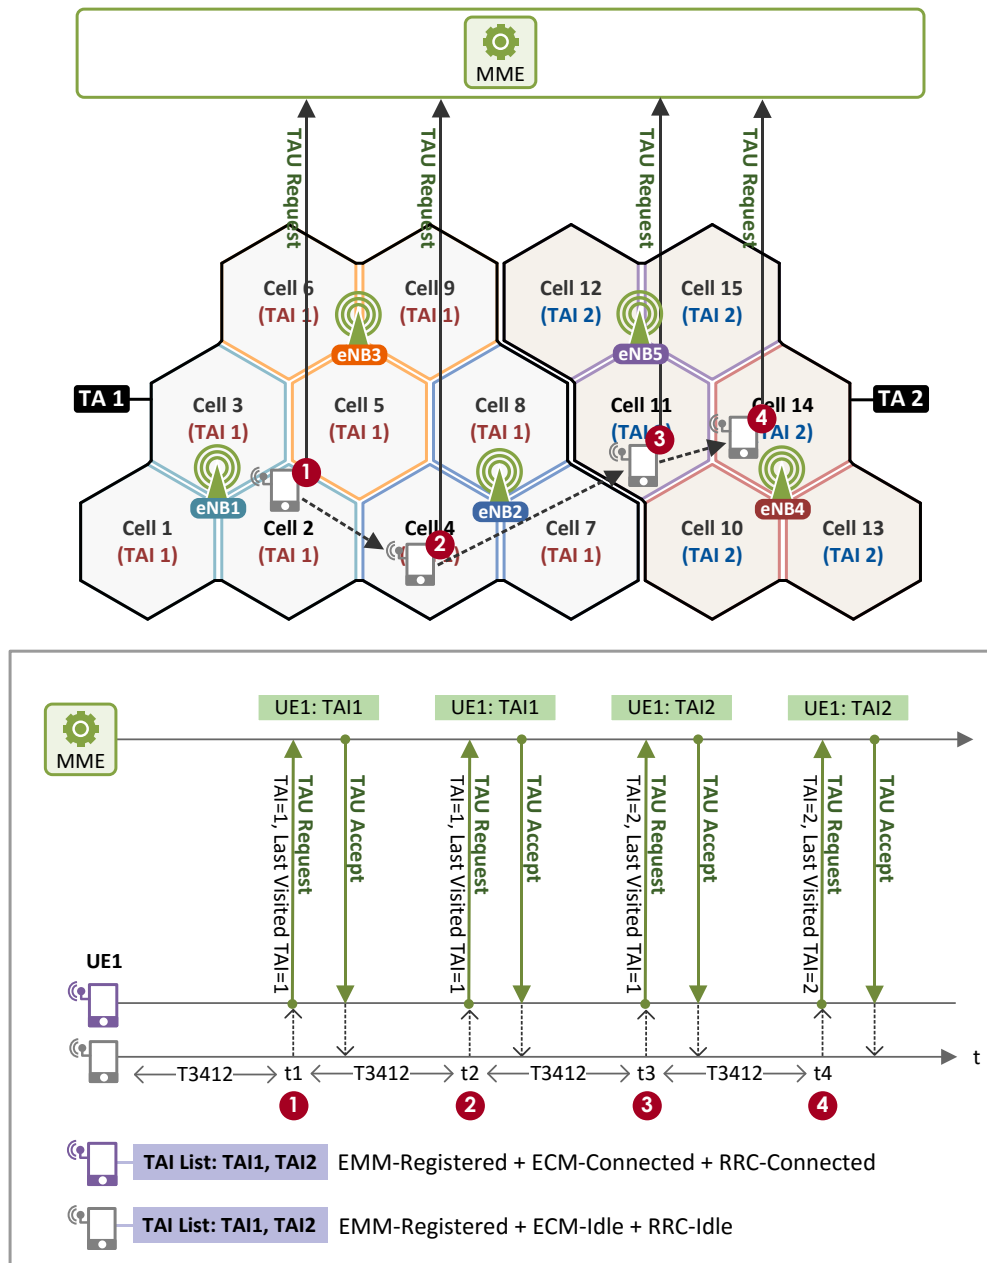 MME
TAU Request
TAU Request
TAU Request
TAU Request
Cell 6
(TAI 1)
Cell 9
(TAI 1)
Cell 12
(TAI 2)
Cell 15
(TAI 2)
eNB3
eNB5
TA 1
Cell 3
(TAI 1)
Cell 5
(TAI 1)
Cell 8
(TAI 1)
Cell 11
(TAI
Cell 14
(TAI 2)
TA 2
1
2
3
4
eNB1
eNB2
eNB4
Cell 1
(TAI 1)
Cell 2
(TAI 1)
Cell 4
1)
Cell 7
(TAI 1)
Cell 10
(TAI 2)
Cell 13
(TAI 2)
UE1: TAI1
UE1: TAI1
UE1: TAI2
UE1: TAI2
MME
TAI=1, Last Visited TAI=1
TAU Request
TAU Accept
TAI=1, Last Visited TAI=1
TAU Request
TAU Accept
TAI=2, Last Visited TAI=1
TAU Request
TAU Accept
TAI=2, Last Visited TAI=2
TAU Request
TAU Accept
UE1
t
T3412 t1 T3412 t2 T3412 t3 T3412 t4
1 2 3 4
TAI List: TAI1, TAI2 EMM-Registered + ECM-Connected + RRC-Connected
TAI List: TAI1, TAI2 EMM-Registered + ECM-Idle + RRC-Idle